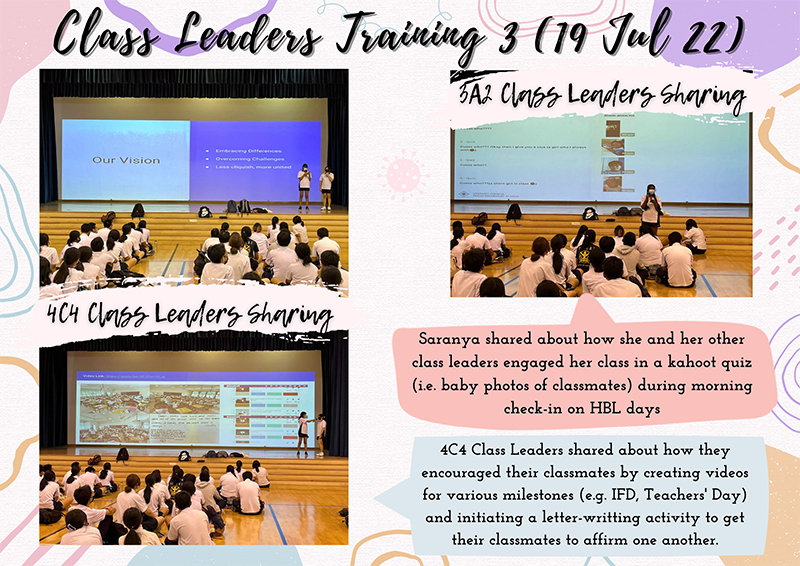 Class Leaders Training 3 (19 Jul 22)
3A2 Class Leaders Sharing
Our Vision
Embracing Differences
Overcoming Challenges
Less cliquish, more united
4C4 Class Leaders Sharing
Saranya shared about how she and her other
class leaders engaged her class in a kahoot quiz
(i.e. baby photos of classmates) during morning
check-in on HBL days
4C4 Class Leaders shared about how they
encouraged their classmates by creating videos
for various milestones (e.g. IFD, Teachers' Day)
and initiating a letter-writting activity to get
their classmates to affirm one another.